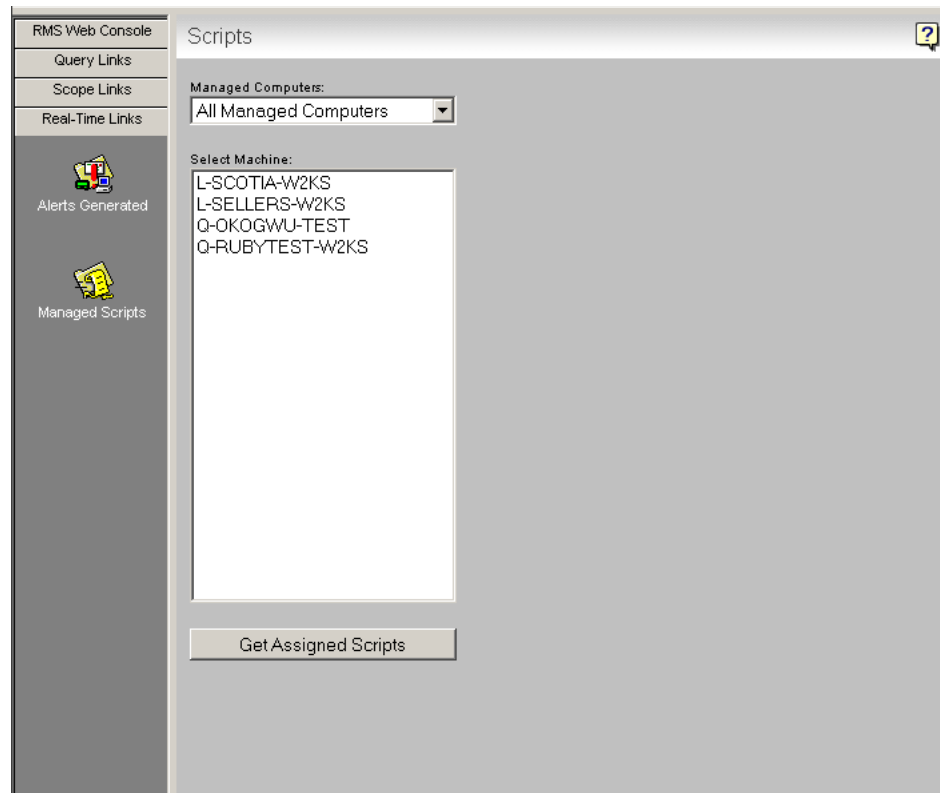 RMS Web Console
Query Links
Scope Links
Real-Time Links
Alerts Generated
Managed Scripts
Scripts
?
Managed Computers:
All Managed Computers
Select Machine:
L-SCOTIA-W2KS
L-SELLERS-W2KS
Q-OKOGWU-TEST
Q-RUBYTEST-W2KS
Get Assigned Scripts